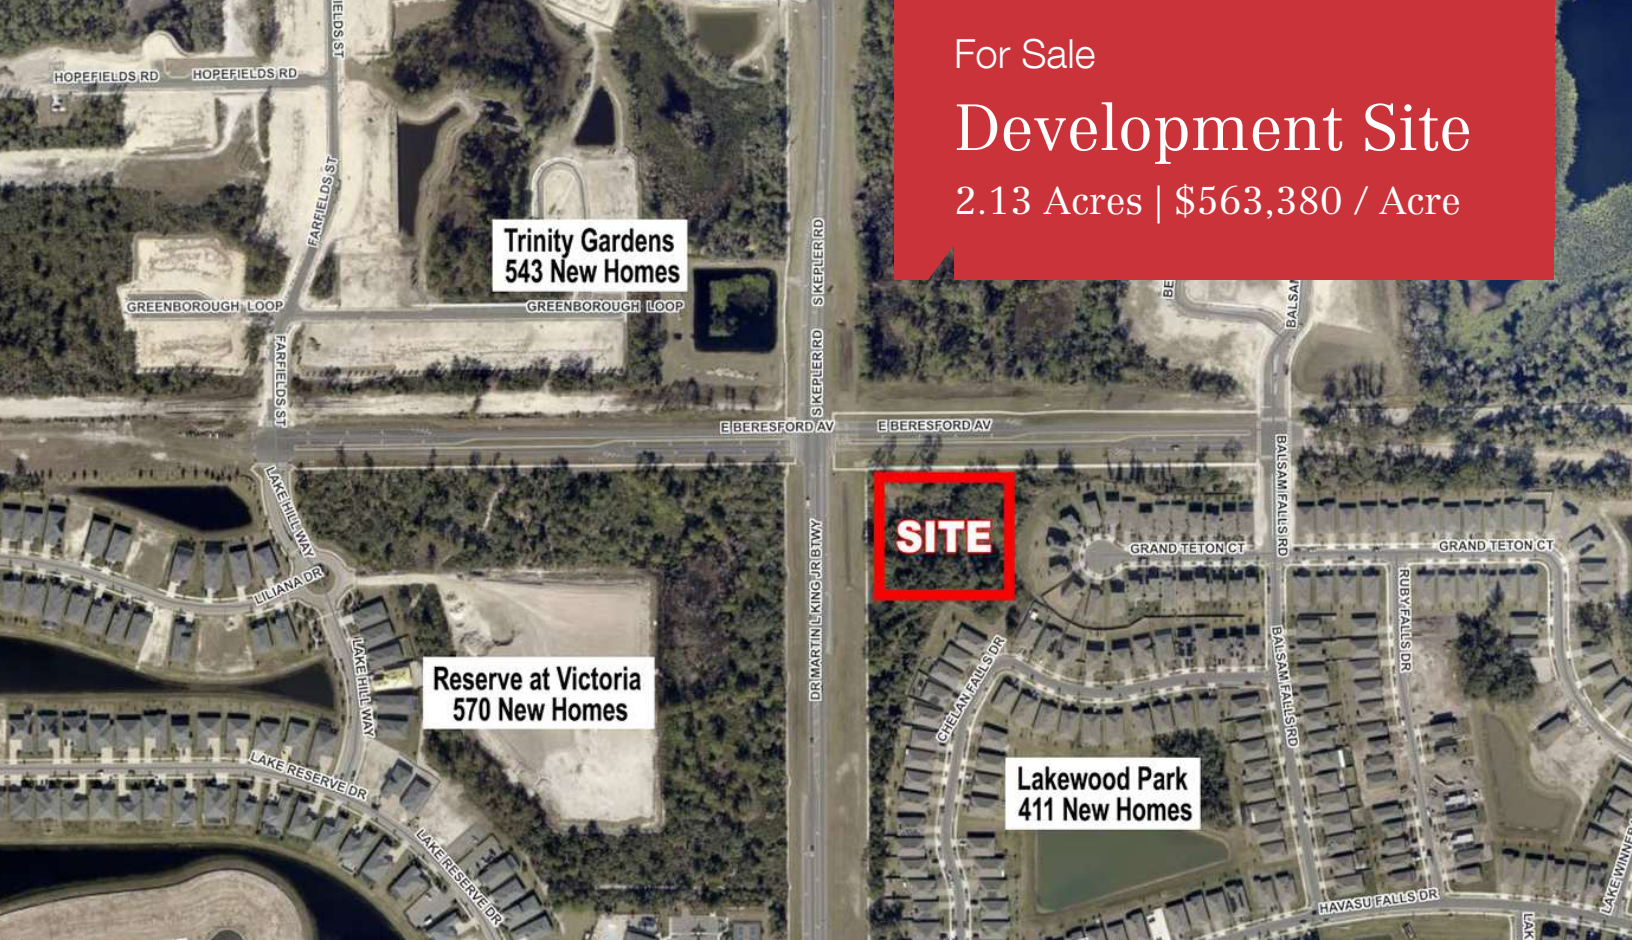 For Sale
Development Site
2.13 Acres | $563,380 / Acre
HOPEFIELDS RD
HOPEFIELDS RD
FARFIELDS ST
Trinity Gardens
543 New Homes
S KEPLER RD
GREENBOROUGH LOOP
GREENBOROUGH LOOP
FARFIELDS ST
S KEPLER RD
E BERESFORD AV
E BERESFORD AV
BALSAM FALLS RD
LAKE HILL WAY
SITE
GRAND TETON CT
GRAND TETON CT
LILIANA DR
DR MARTIN L KING JR BTWY
RUBY FALLS DR
LAKE HILL WAY
Reserve at Victoria
570 New Homes
CHELAN FALLS DR
BALSAM FALLS RD
LAKE RESERVE DR
Lakewood Park
411 New Homes
LAKE RESERVE DR
HAVASU FALLS DR